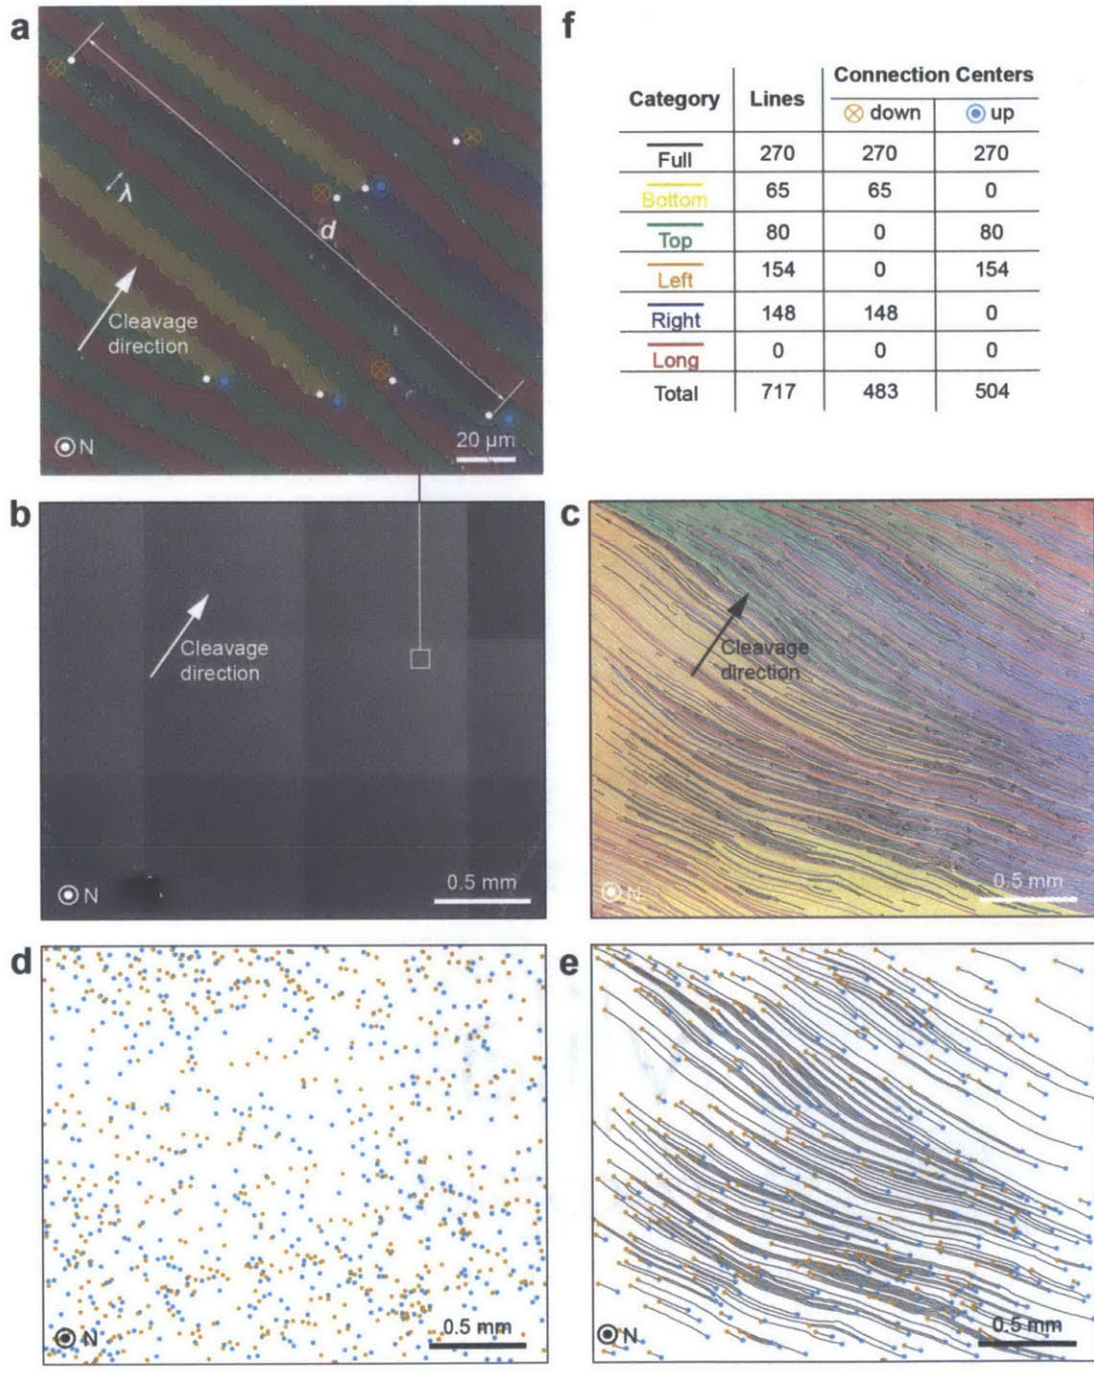 a
λ
d
Cleavage
direction
N
20 μm
f
Category Lines Connection Centers
down up
Full 270 270 270
Bottom 65 65 0
Top 80 0 80
Left 154 0 154
Right 148 148 0
Long 0 0 0
Total 717 483 504
b
Cleavage
direction
N
0.5 mm
c
Cleavage
direction
N
0.5 mm
d
N
0.5 mm
e
N
0.5 mm